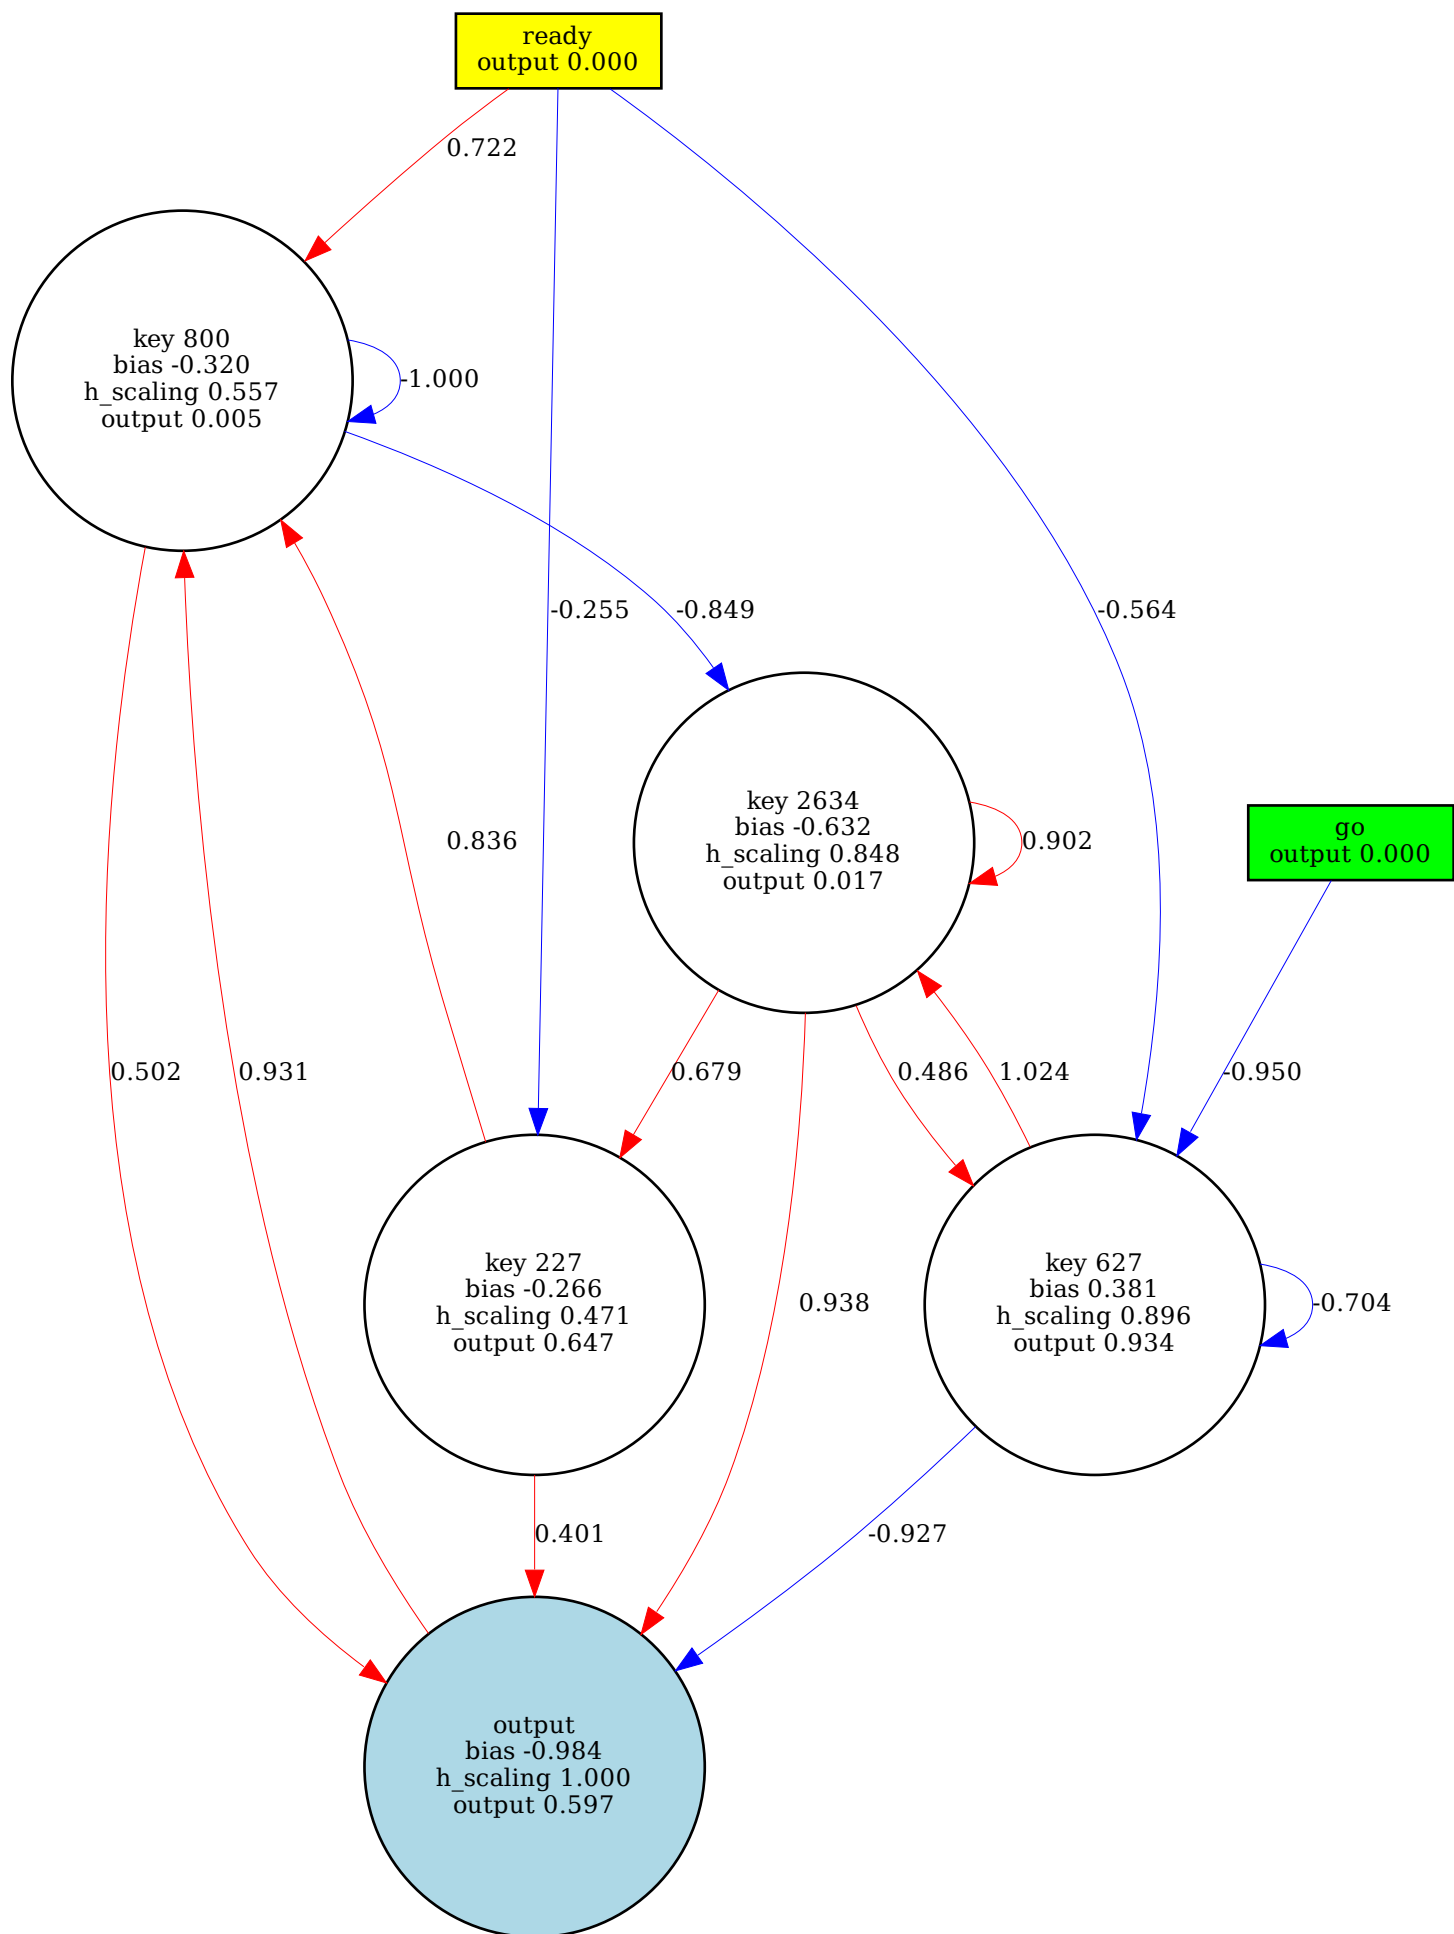 ready
output 0.000
0.722
key 800
bias -0.320
h_scaling 0.557
output 0.005
-1.000
-0.255
-0.849
-0.564
key 2634
bias -0.632
h_scaling 0.848
output 0.017
0.836
0.902
go
output 0.000
0.502
0.931
0.679
0.486
1.024
-0.950
key 227
bias -0.266
h_scaling 0.471
output 0.647
0.938
key 627
bias 0.381
h_scaling 0.896
output 0.934
-0.704
0.401
-0.927
output
bias -0.984
h_scaling 1.000
output 0.597